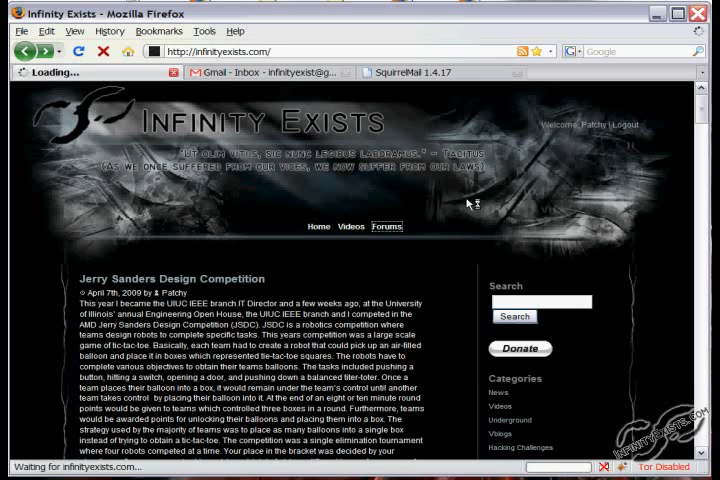 Infinity Exists - Mozilla Firefox
File Edit View History Bookmarks Tools Help
http://infinityexists.com/
Google
Loading...
Gmail - Inbox - infinityexist@g...
SquirrelMail 1.4.17
INFINITY EXISTS
Welcome, Patchy | Logout
"UT OLIM VITIIS, SIC NUNC LEGIBUS LABORAMUS." - TACITUS
(AS WE ONCE SUFFERED FROM OUR VICES, WE NOW SUFFER FROM OUR LAWS)
Home Videos Forums
Jerry Sanders Design Competition
April 7th, 2009 by Patchy
This year I became the UIUC IEEE branch IT Director and a few weeks ago, at the University
of Illinois' annual Engineering Open House, the UIUC IEEE branch and I competed in the
AMD Jerry Sanders Design Competition (JSDC). JSDC is a robotics competition where
teams design robots to complete specific tasks. This years competition was a large scale
game of tic-tac-toe. Basically, each team had to create a robot that could pick up an air-filled
balloon and place it in boxes which represented tie-tac-toe squares. The robots have to
complete various objectives to obtain their teams balloons. The tasks included pushing a
button, hitting a switch, opening a door, and pushing down a balanced titer-toter. Once a
team places their balloon into a box, it would remain under the team's control until another
team takes control by placing their balloon into it. At the end of an eight or ten minute round
points would be given to teams which controlled three boxes in a round. Furthermore, teams
would be awarded points for unlocking their balloons and placing them into a box. The
strategy used by the majority of teams was to place as many balloons into a single box
instead of trying to obtain a tic-tac-toe. The competition was a single elimination tournament
where four robots competed at a time. Your place in the bracket was decided by your
Search
Search
Donate
Categories
News
Videos
Underground
Vblogs
Hacking Challenges
INFINITYEXISTS.COM
Waiting for infinityexists.com...
Tor Disabled